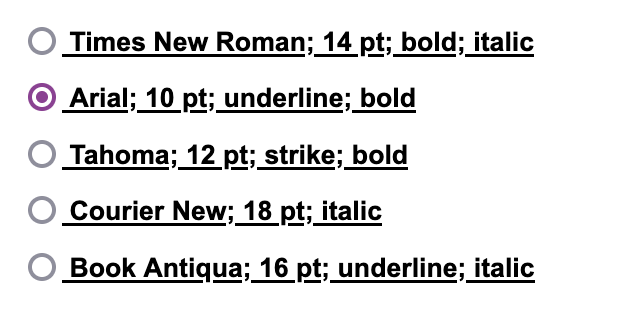 Times New Roman; 14 pt; bold; italic
Arial; 10 pt; underline; bold
Tahoma; 12 pt; strike; bold
Courier New; 18 pt; italic
Book Antiqua; 16 pt; underline; italic